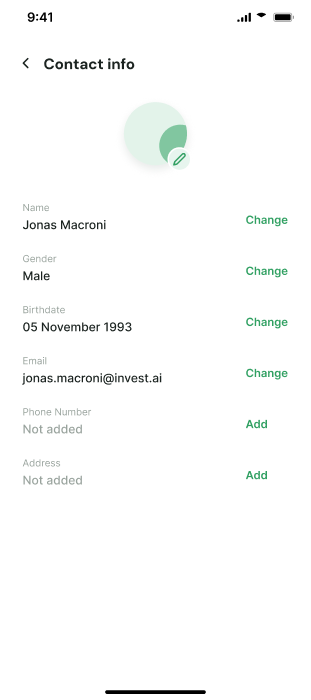 9:41
Contact info
Name
Jonas Macroni
Change
Gender
Male
Change
Birthdate
05 November 1993
Change
Email
jonas.macroni@invest.ai
Change
Phone Number
Not added
Add
Address
Not added
Add